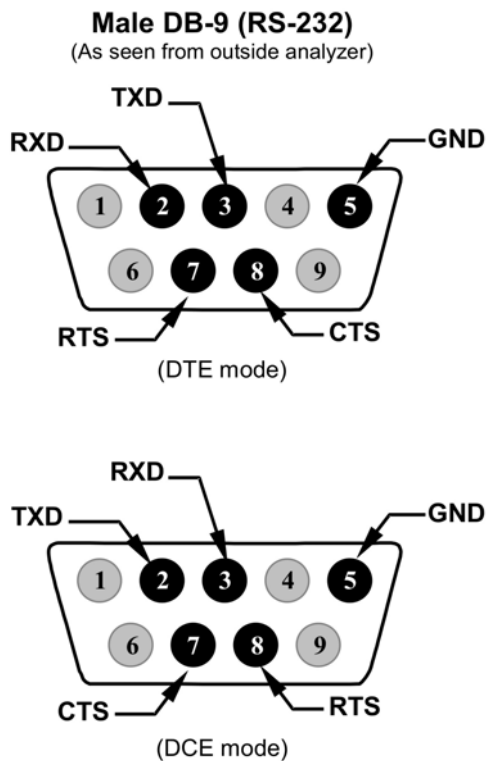 Male DB-9 (RS-232)
(As seen from outside analyzer)
TXD
RXD
GND
1 2 3 4 5
6 7 8 9
RTS
CTS
(DTE mode)
RXD
TXD
GND
1 2 3 4 5
6 7 8 9
CTS
RTS
(DCE mode)